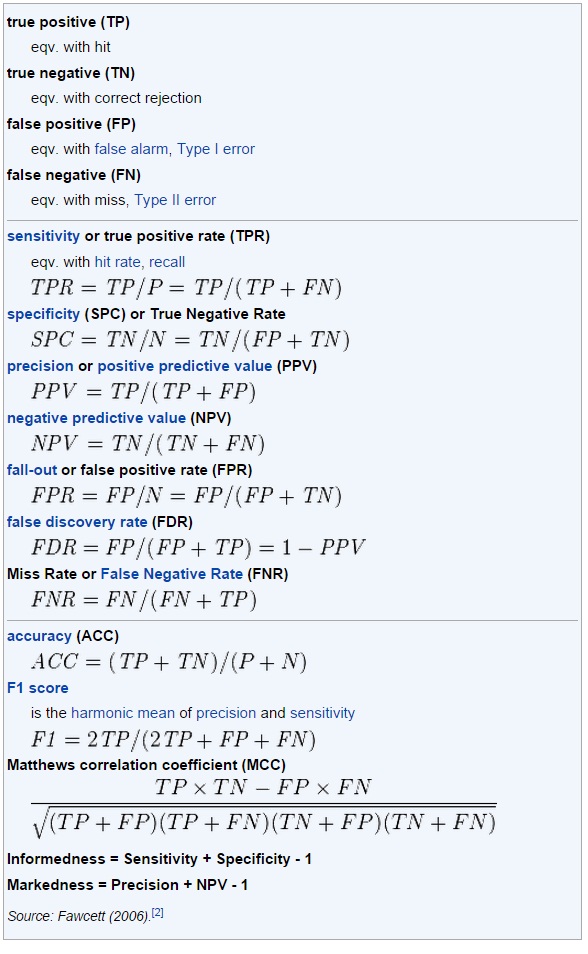 true positive (TP)
eqv. with hit
true negative (TN)
eqv. with correct rejection
false positive (FP)
eqv. with false alarm, Type I error
false negative (FN)
eqv. with miss, Type II error
sensitivity or true positive rate (TPR)
eqv. with hit rate, recall
TPR = TP/P = TP/(TP + FN)
specificity (SPC) or True Negative Rate
SPC = TN/N = TN/(FP + TN)
precision or positive predictive value (PPV)
PPV = TP/(TP + FP)
negative predictive value (NPV)
NPV = TN/(TN + FN)
fall-out or false positive rate (FPR)
FPR = FP/N = FP/(FP + TN)
false discovery rate (FDR)
FDR = FP/(FP + TP) = 1 − PPV
Miss Rate or False Negative Rate (FNR)
FNR = FN/(FN + TP)
accuracy (ACC)
ACC = (TP + TN)/(P + N)
F1 score
is the harmonic mean of precision and sensitivity
F1 = 2TP/(2TP + FP + FN)
Matthews correlation coefficient (MCC)
TP × TN − FP × FN
√(TP + FP)(TP + FN)(TN + FP)(TN + FN)
Informedness = Sensitivity + Specificity - 1
Markedness = Precision + NPV - 1
Source: Fawcett (2006).[2]